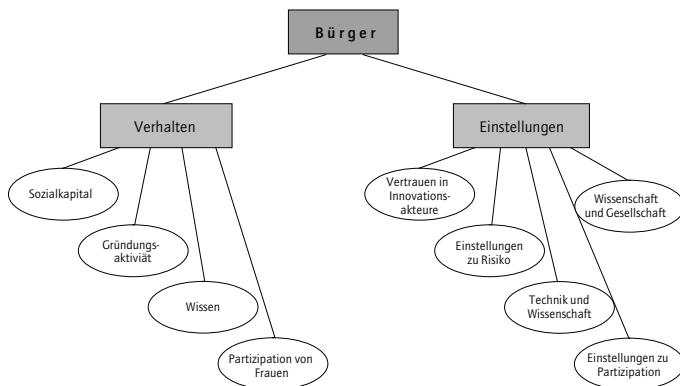 Bürger
Verhalten
Einstellungen
Sozialkapital
Gründungs-
aktiviät
Wissen
Partizipation von
Frauen
Vertrauen in
Innovations-
akteure
Einstellungen
zu Risiko
Technik und
Wissenschaft
Einstellungen zu
Partizipation
Wissenschaft
und Gesellschaft